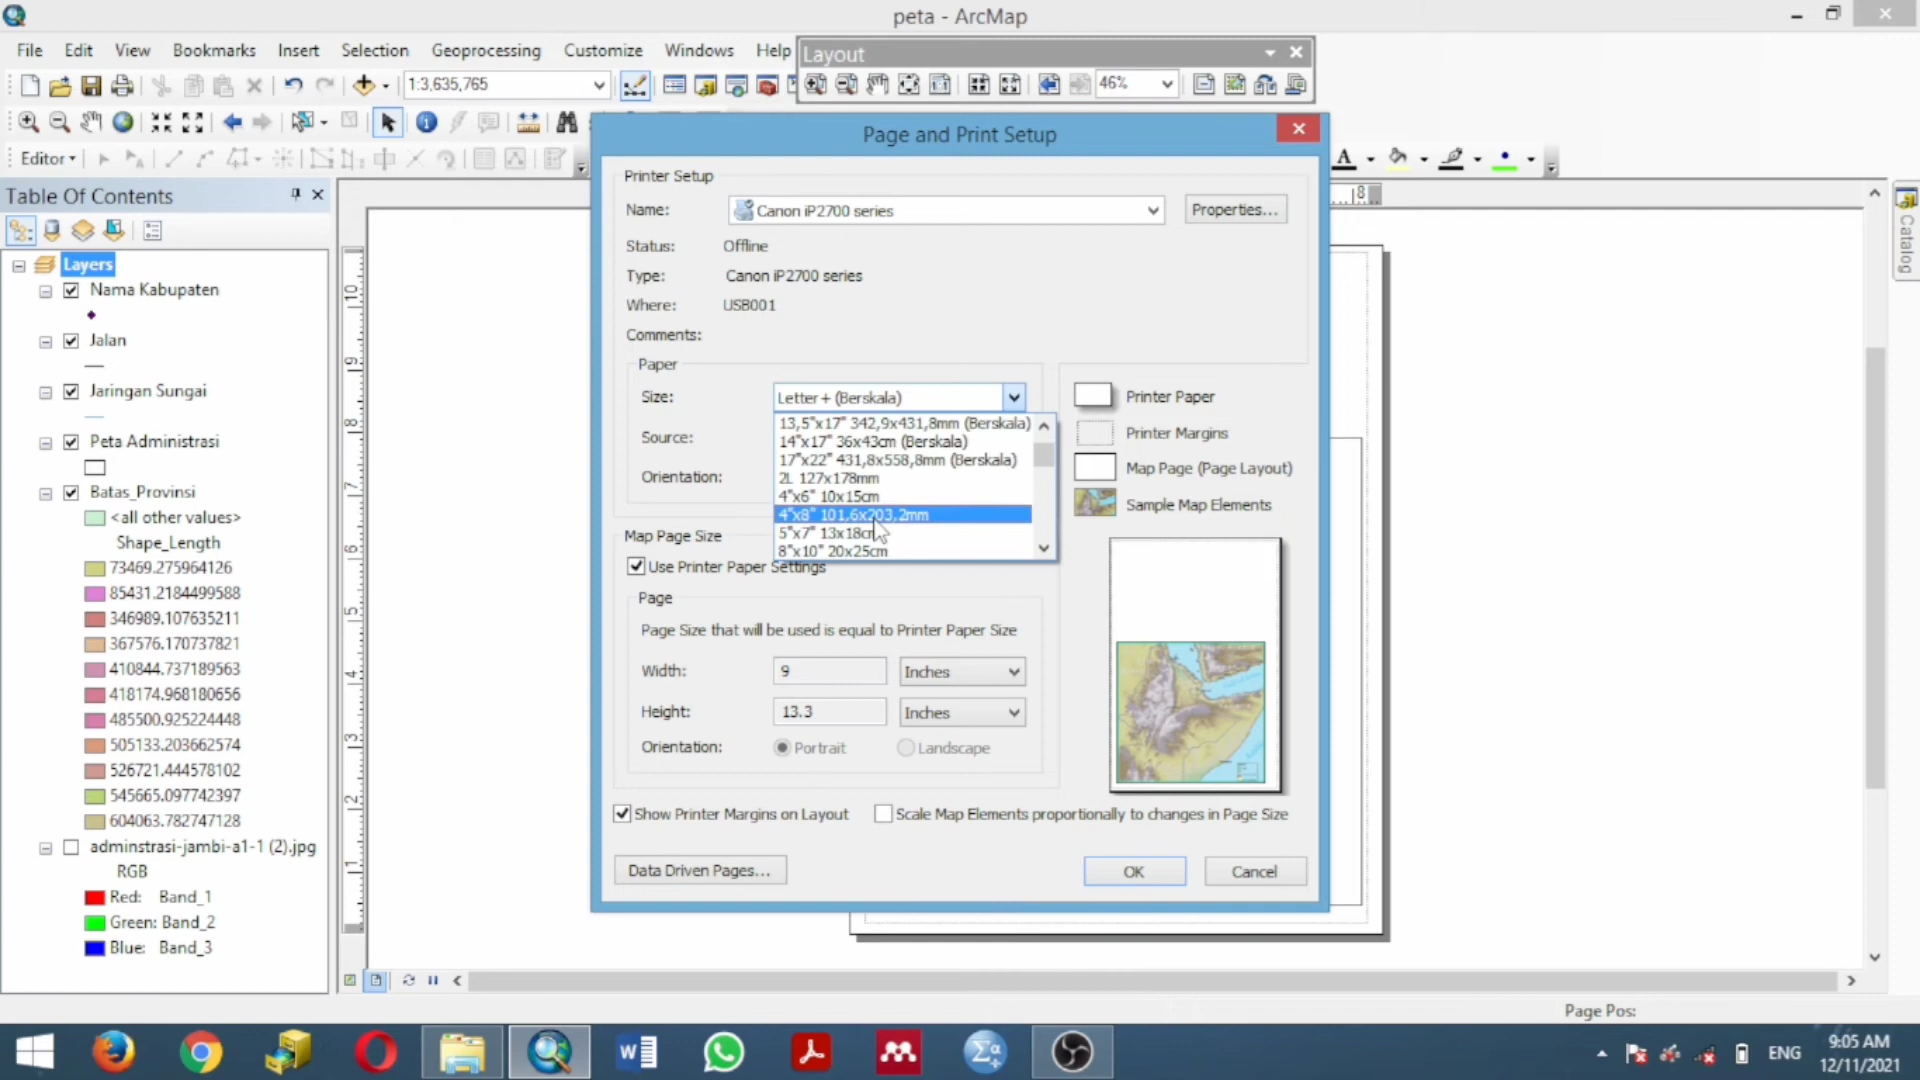 peta - ArcMap
File Edit View Bookmarks Insert Selection Geoprocessing Customize Windows Help
Layout
1:3,635,765
46%
Editor
Table Of Contents
Layers
Nama Kabupaten
Jalan
Jaringan Sungai
Peta Administrasi
Batas_Provinsi
<all other values>
Shape_Length
73469.275964126
85431.2184499588
346989.107635211
367576.170737821
410844.737189563
418174.968180656
485500.925224448
505133.203662574
526721.444578102
545665.097742397
604063.782747128
adminstrasi-jambi-a1-1 (2).jpg
RGB
Red: Band_1
Green: Band_2
Blue: Band_3
Page and Print Setup
Printer Setup
Name: Canon iP2700 series Properties...
Status: Offline
Type: Canon iP2700 series
Where: USB001
Comments:
Paper
Size: Letter+ (Berskala)
Source:
Orientation:
13,5"x17" 342,9x431,8mm (Berskala)
14"x17" 36x43cm (Berskala)
17"x22" 431,8x558,8mm (Berskala)
2L 127x178mm
4"x6" 10x15cm
4"x8" 101,6x203,2mm
5"x7" 13x18cm
8"x10" 20x25cm
Printer Paper
Printer Margins
Map Page (Page Layout)
Sample Map Elements
Map Page Size
Use Printer Paper Settings
Page
Page Size that will be used is equal to Printer Paper Size
Width: 9 Inches
Height: 13.3 Inches
Orientation: Portrait Landscape
Show Printer Margins on Layout Scale Map Elements proportionally to changes in Page Size
Data Driven Pages... OK Cancel
Catalog
Page Pos:
ENG
9:05 AM
12/11/2021